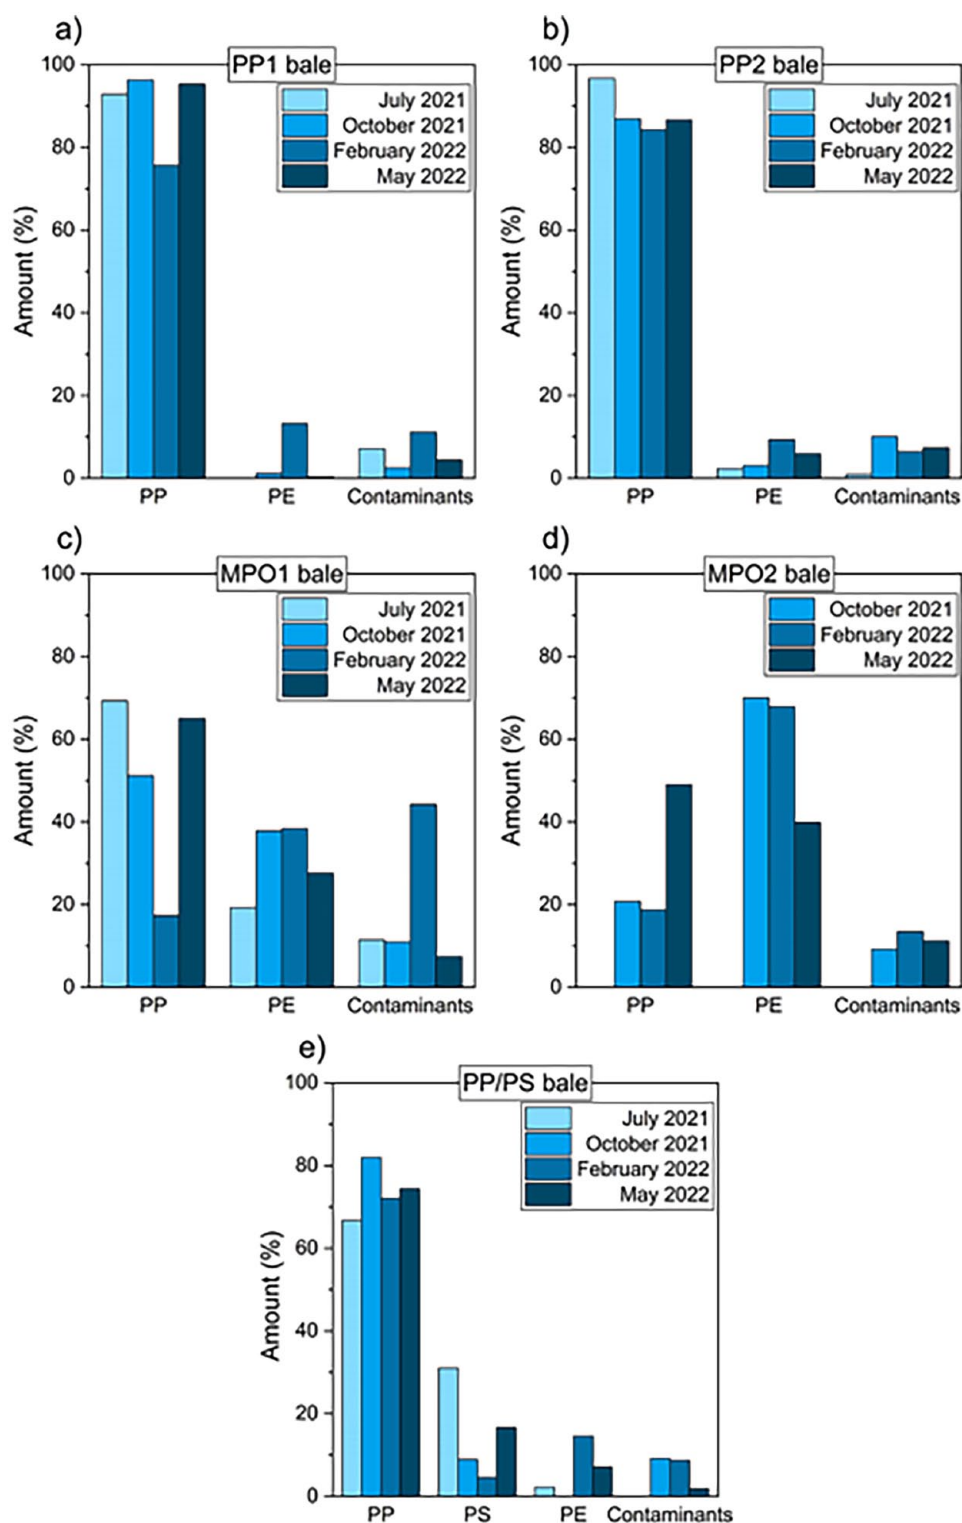 a)
PP1 bale
July 2021
October 2021
February 2022
May 2022
Amount (%)
100
80
60
40
20
0
PP PE Contaminants
b)
PP2 bale
July 2021
October 2021
February 2022
May 2022
Amount (%)
100
80
60
40
20
0
PP PE Contaminants
c)
MPO1 bale
July 2021
October 2021
February 2022
May 2022
Amount (%)
100
80
60
40
20
0
PP PE Contaminants
d)
MPO2 bale
October 2021
February 2022
May 2022
Amount (%)
100
80
60
40
20
0
PP PE Contaminants
e)
PP/PS bale
July 2021
October 2021
February 2022
May 2022
Amount (%)
100
80
60
40
20
0
PP PS PE Contaminants